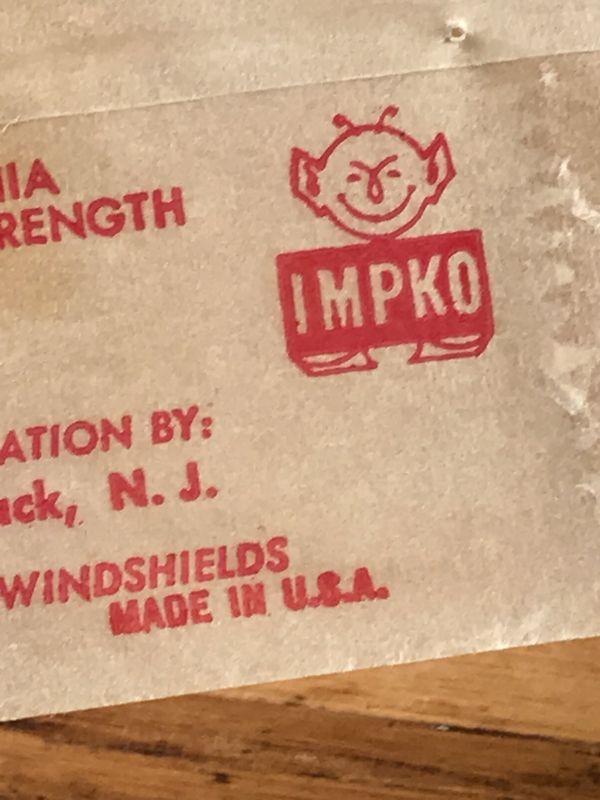 IIA
RENGTH
IMPKO
ATION BY:
ck, N. J.
WINDSHIELDS
MADE IN U.S.A.